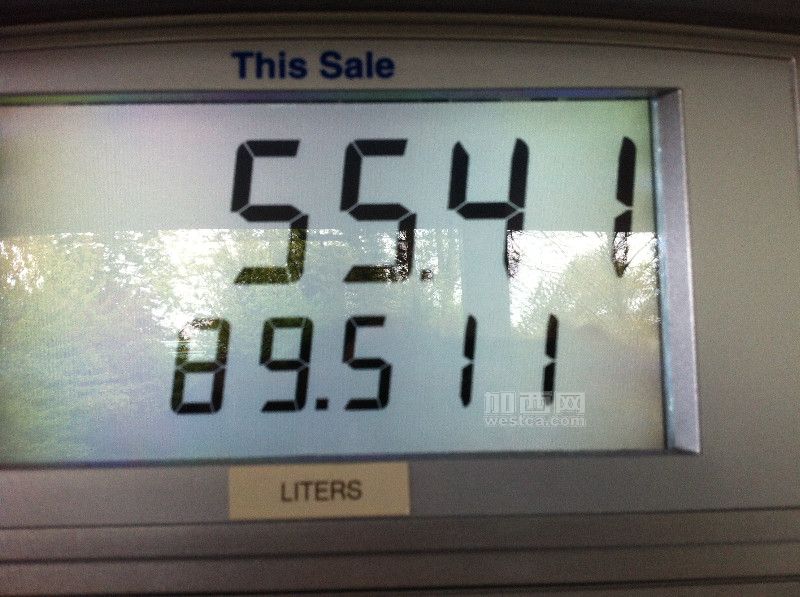 This Sale
55.41
89.511
加西网
westca.com
LITERS